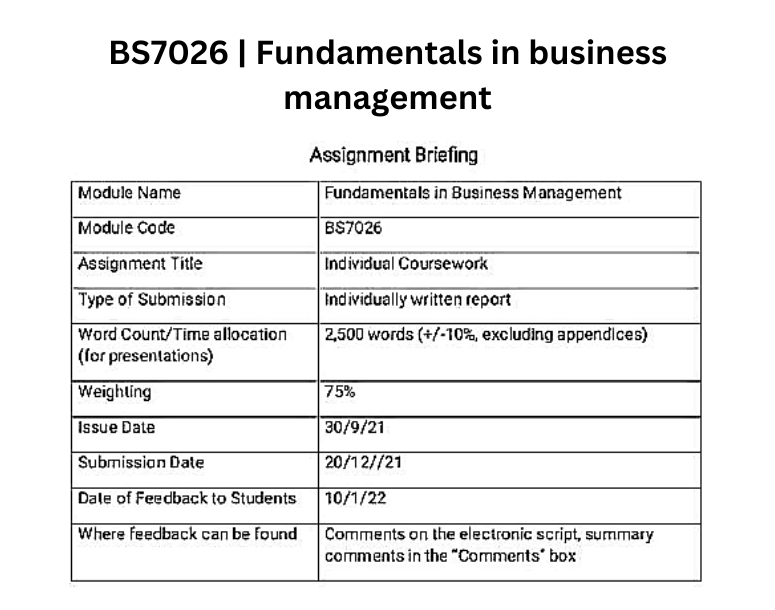 BS7026 | Fundamentals in business
management
Assignment Briefing
Module Name
Fundamentals in Business Management
Module Code
BS7026
Assignment Title
Individual Coursework
Type of Submission
Individually written report
Word Count/Time allocation
(for presentations)
2,500 words (+/-10%, excluding appendices)
Weighting
75%
Issue Date
30/9/21
Submission Date
20/12//21
Date of Feedback to Students
10/1/22
Where feedback can be found
Comments on the electronic script, summary
comments in the "Comments" box